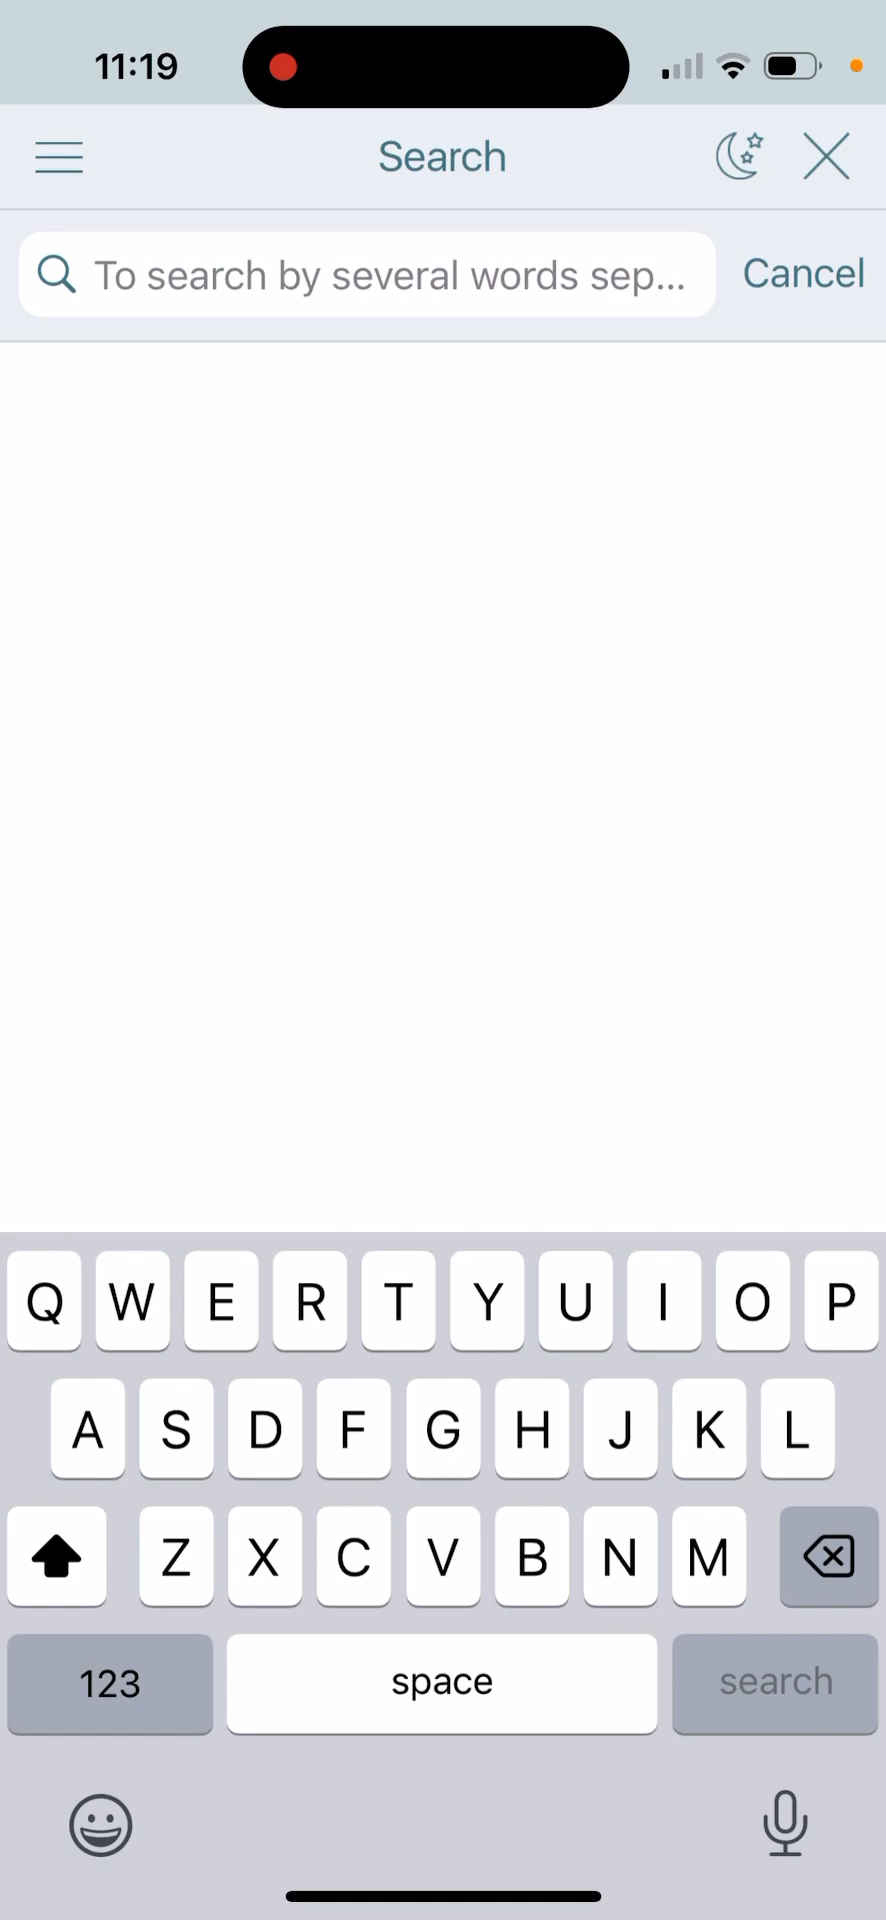 11:19
Search
To search by several words sep...
Cancel
Q W E R T Y U I O P
A S D F G H J K L
Z X C V B N M
123 space search